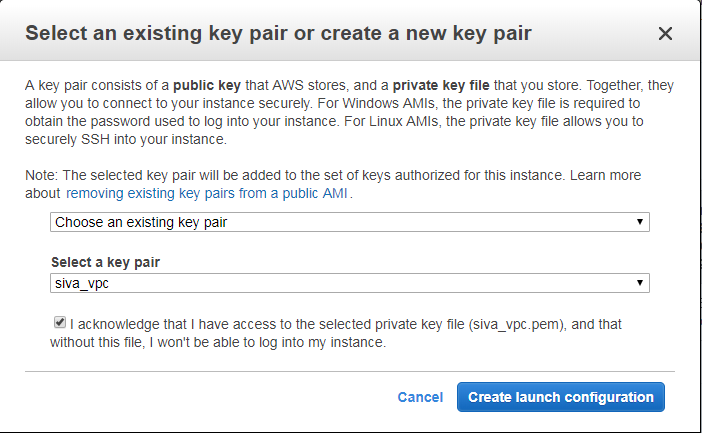 Select an existing key pair or create a new key pair
A key pair consists of a public key that AWS stores, and a private key file that you store. Together, they
allow you to connect to your instance securely. For Windows AMIs, the private key file is required to
obtain the password used to log into your instance. For Linux AMIs, the private key file allows you to
securely SSH into your instance.
Note: The selected key pair will be added to the set of keys authorized for this instance. Learn more
about removing existing key pairs from a public AMI.
Choose an existing key pair
Select a key pair
siva_vpc
I acknowledge that I have access to the selected private key file (siva_vpc.pem), and that
without this file, I won't be able to log into my instance.
Cancel Create launch configuration